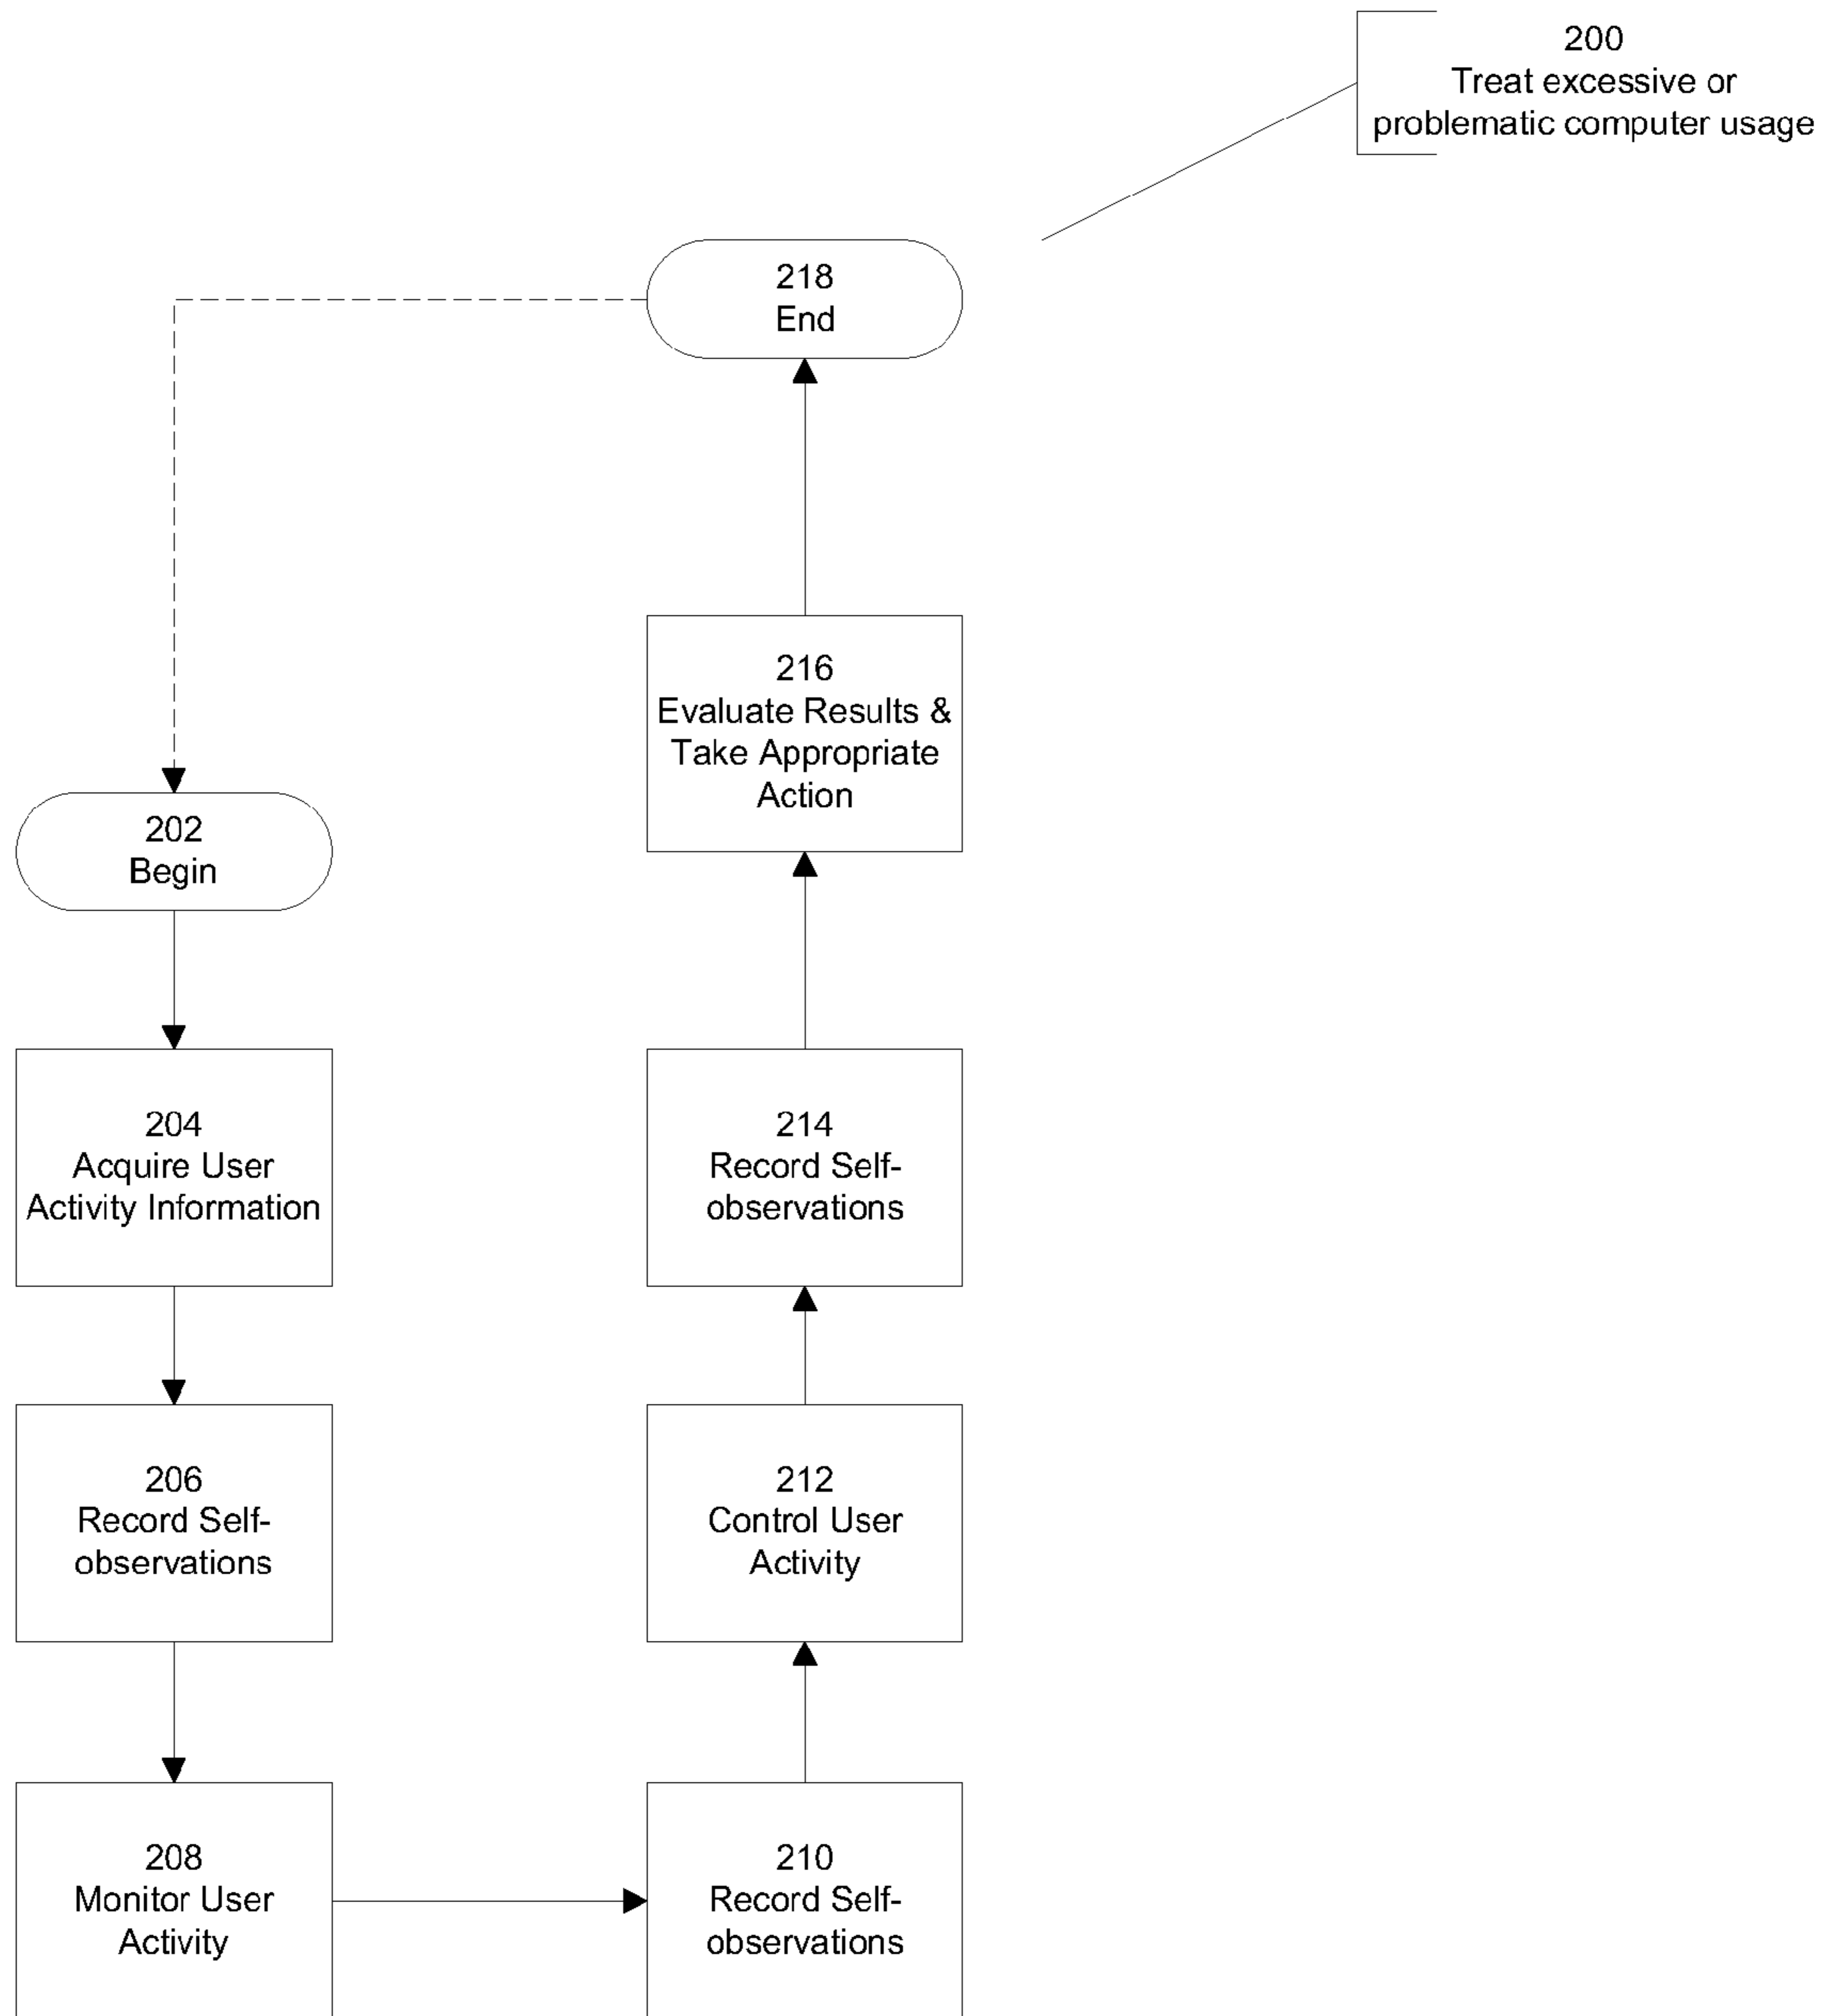 200
Treat excessive or
problematic computer usage
218
End
216
Evaluate Results &
Take Appropriate
Action
202
Begin
204
Acquire User
Activity Information
214
Record Self-
observations
206
Record Self-
observations
212
Control User
Activity
208
Monitor User
Activity
210
Record Self-
observations